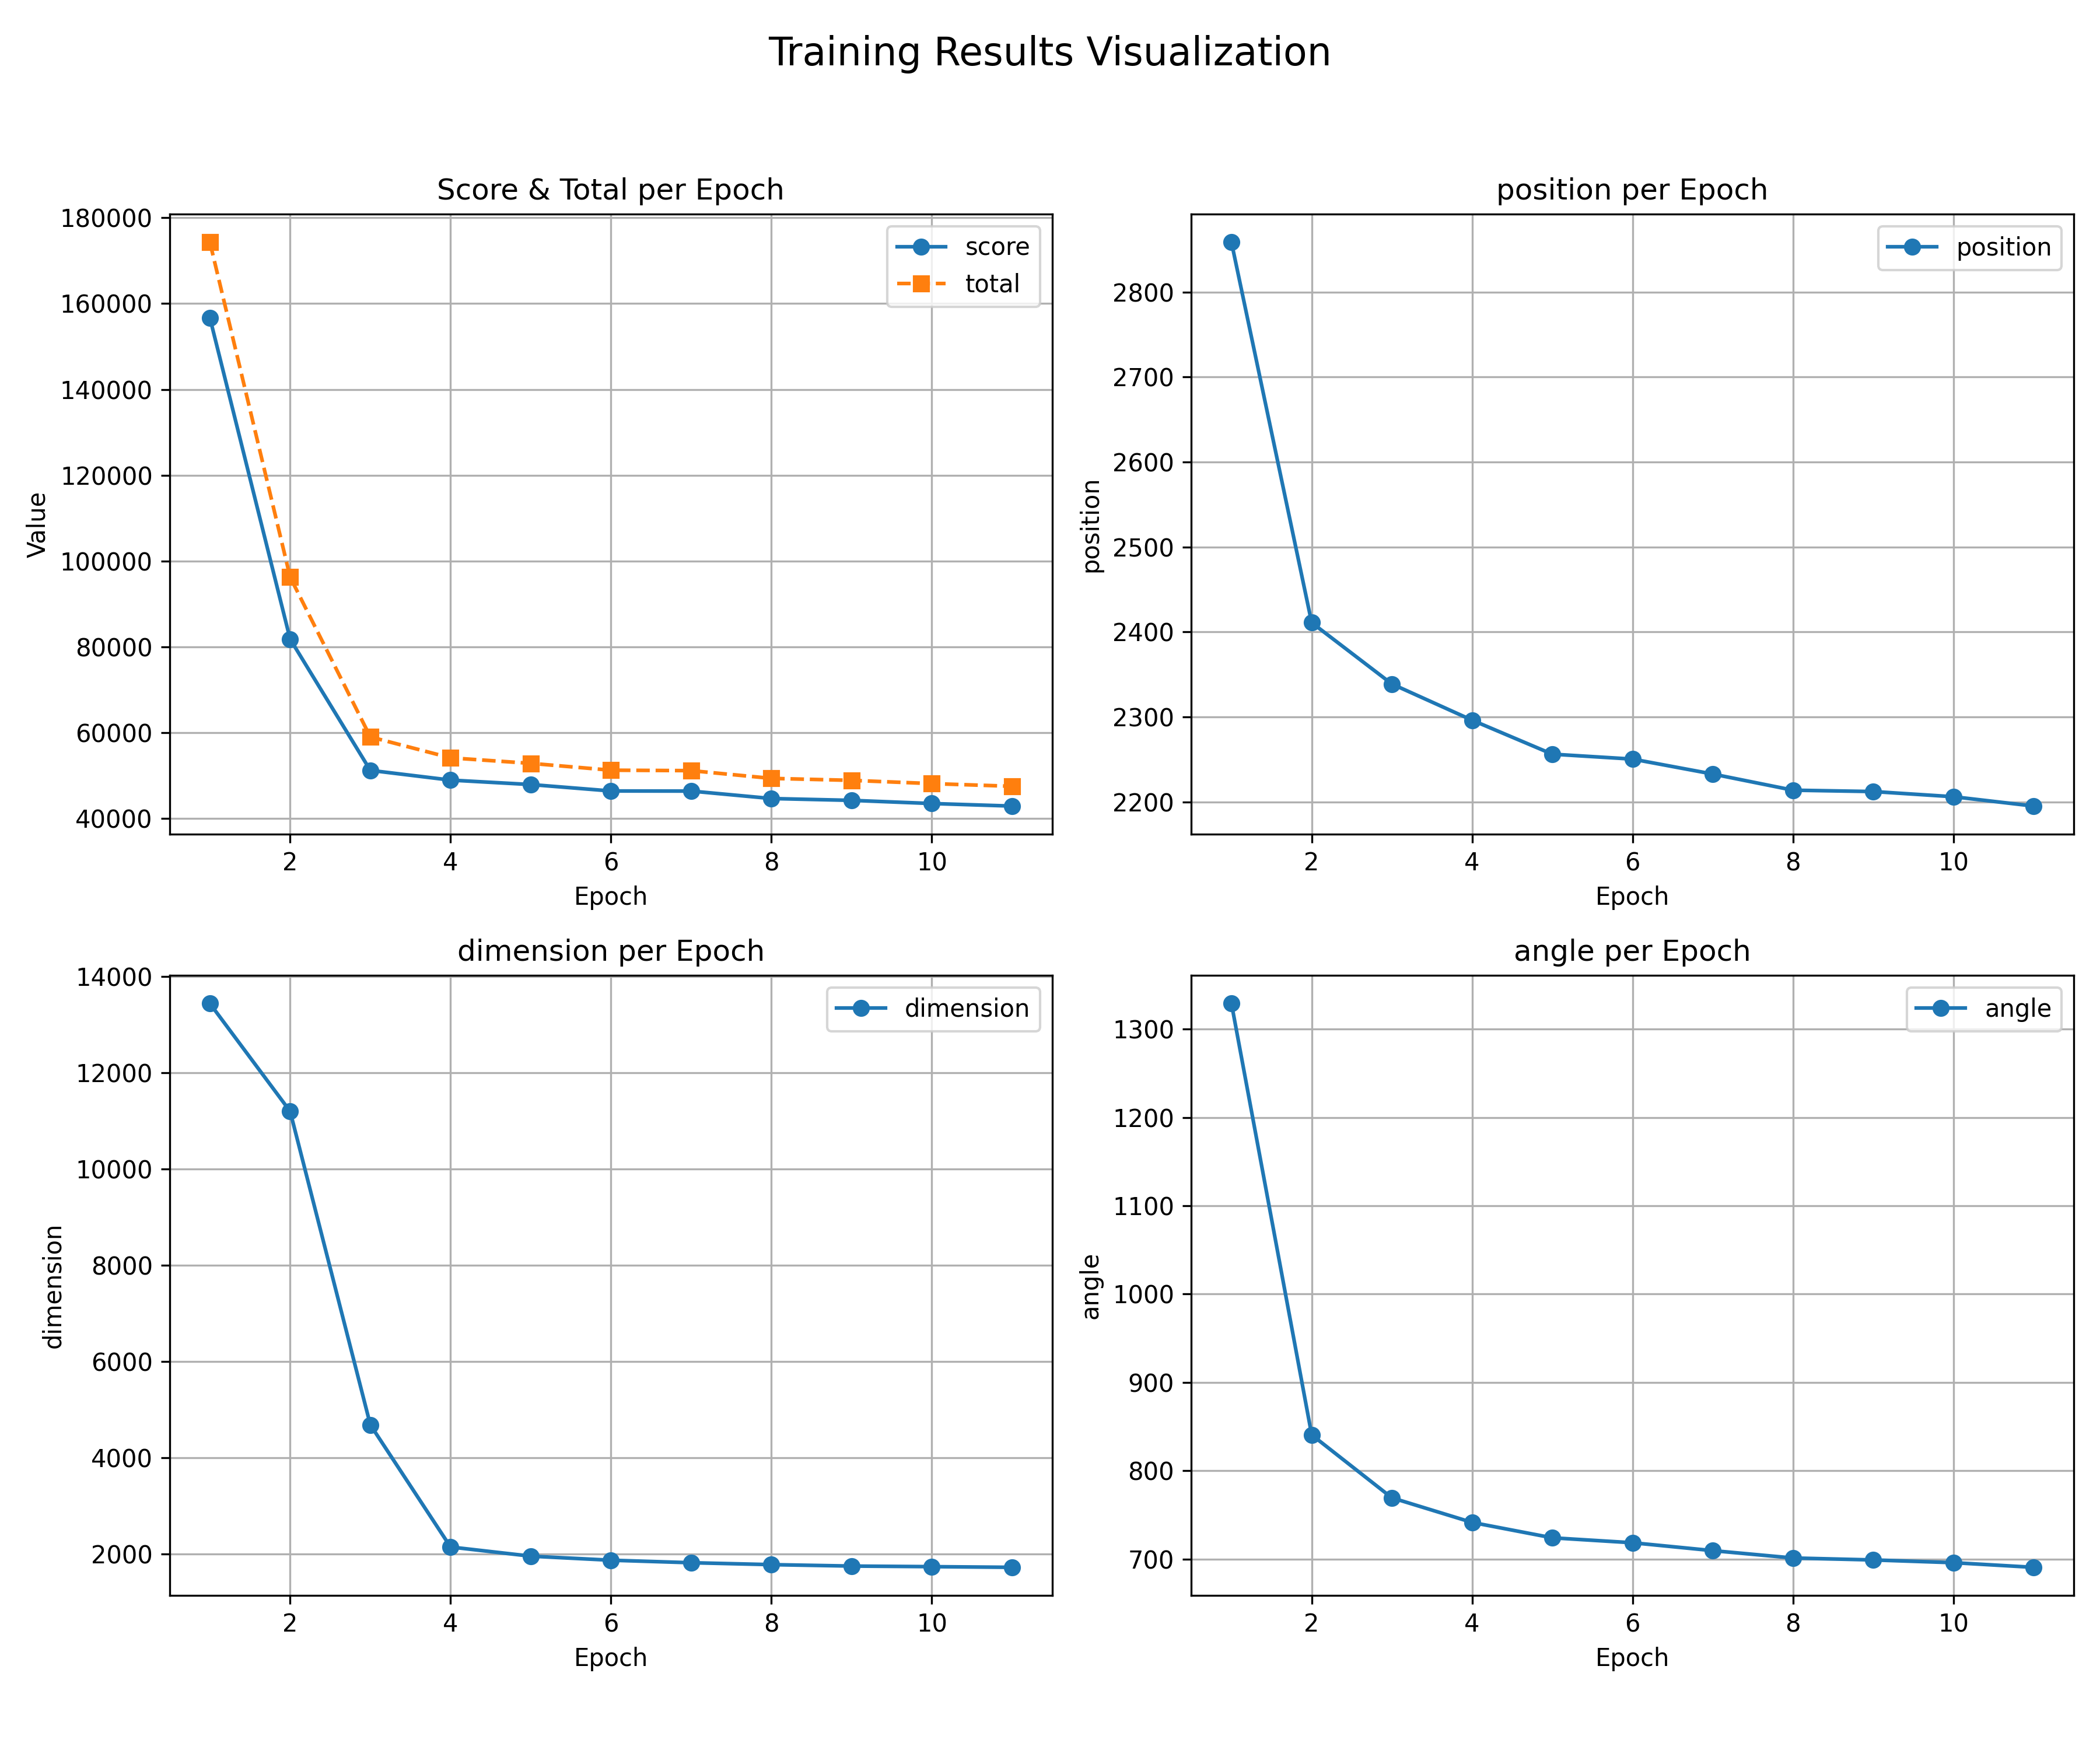 Training Results Visualization
Score & Total per Epoch
180000
160000
140000
120000
100000
80000
60000
40000
Value
score
total
2 4 6 8 10
Epoch
position per Epoch
2800
2700
2600
2500
2400
2300
2200
position
position
2 4 6 8 10
Epoch
dimension per Epoch
14000
12000
10000
8000
6000
4000
2000
dimension
dimension
2 4 6 8 10
Epoch
angle per Epoch
1300
1200
1100
1000
900
800
700
angle
angle
2 4 6 8 10
Epoch